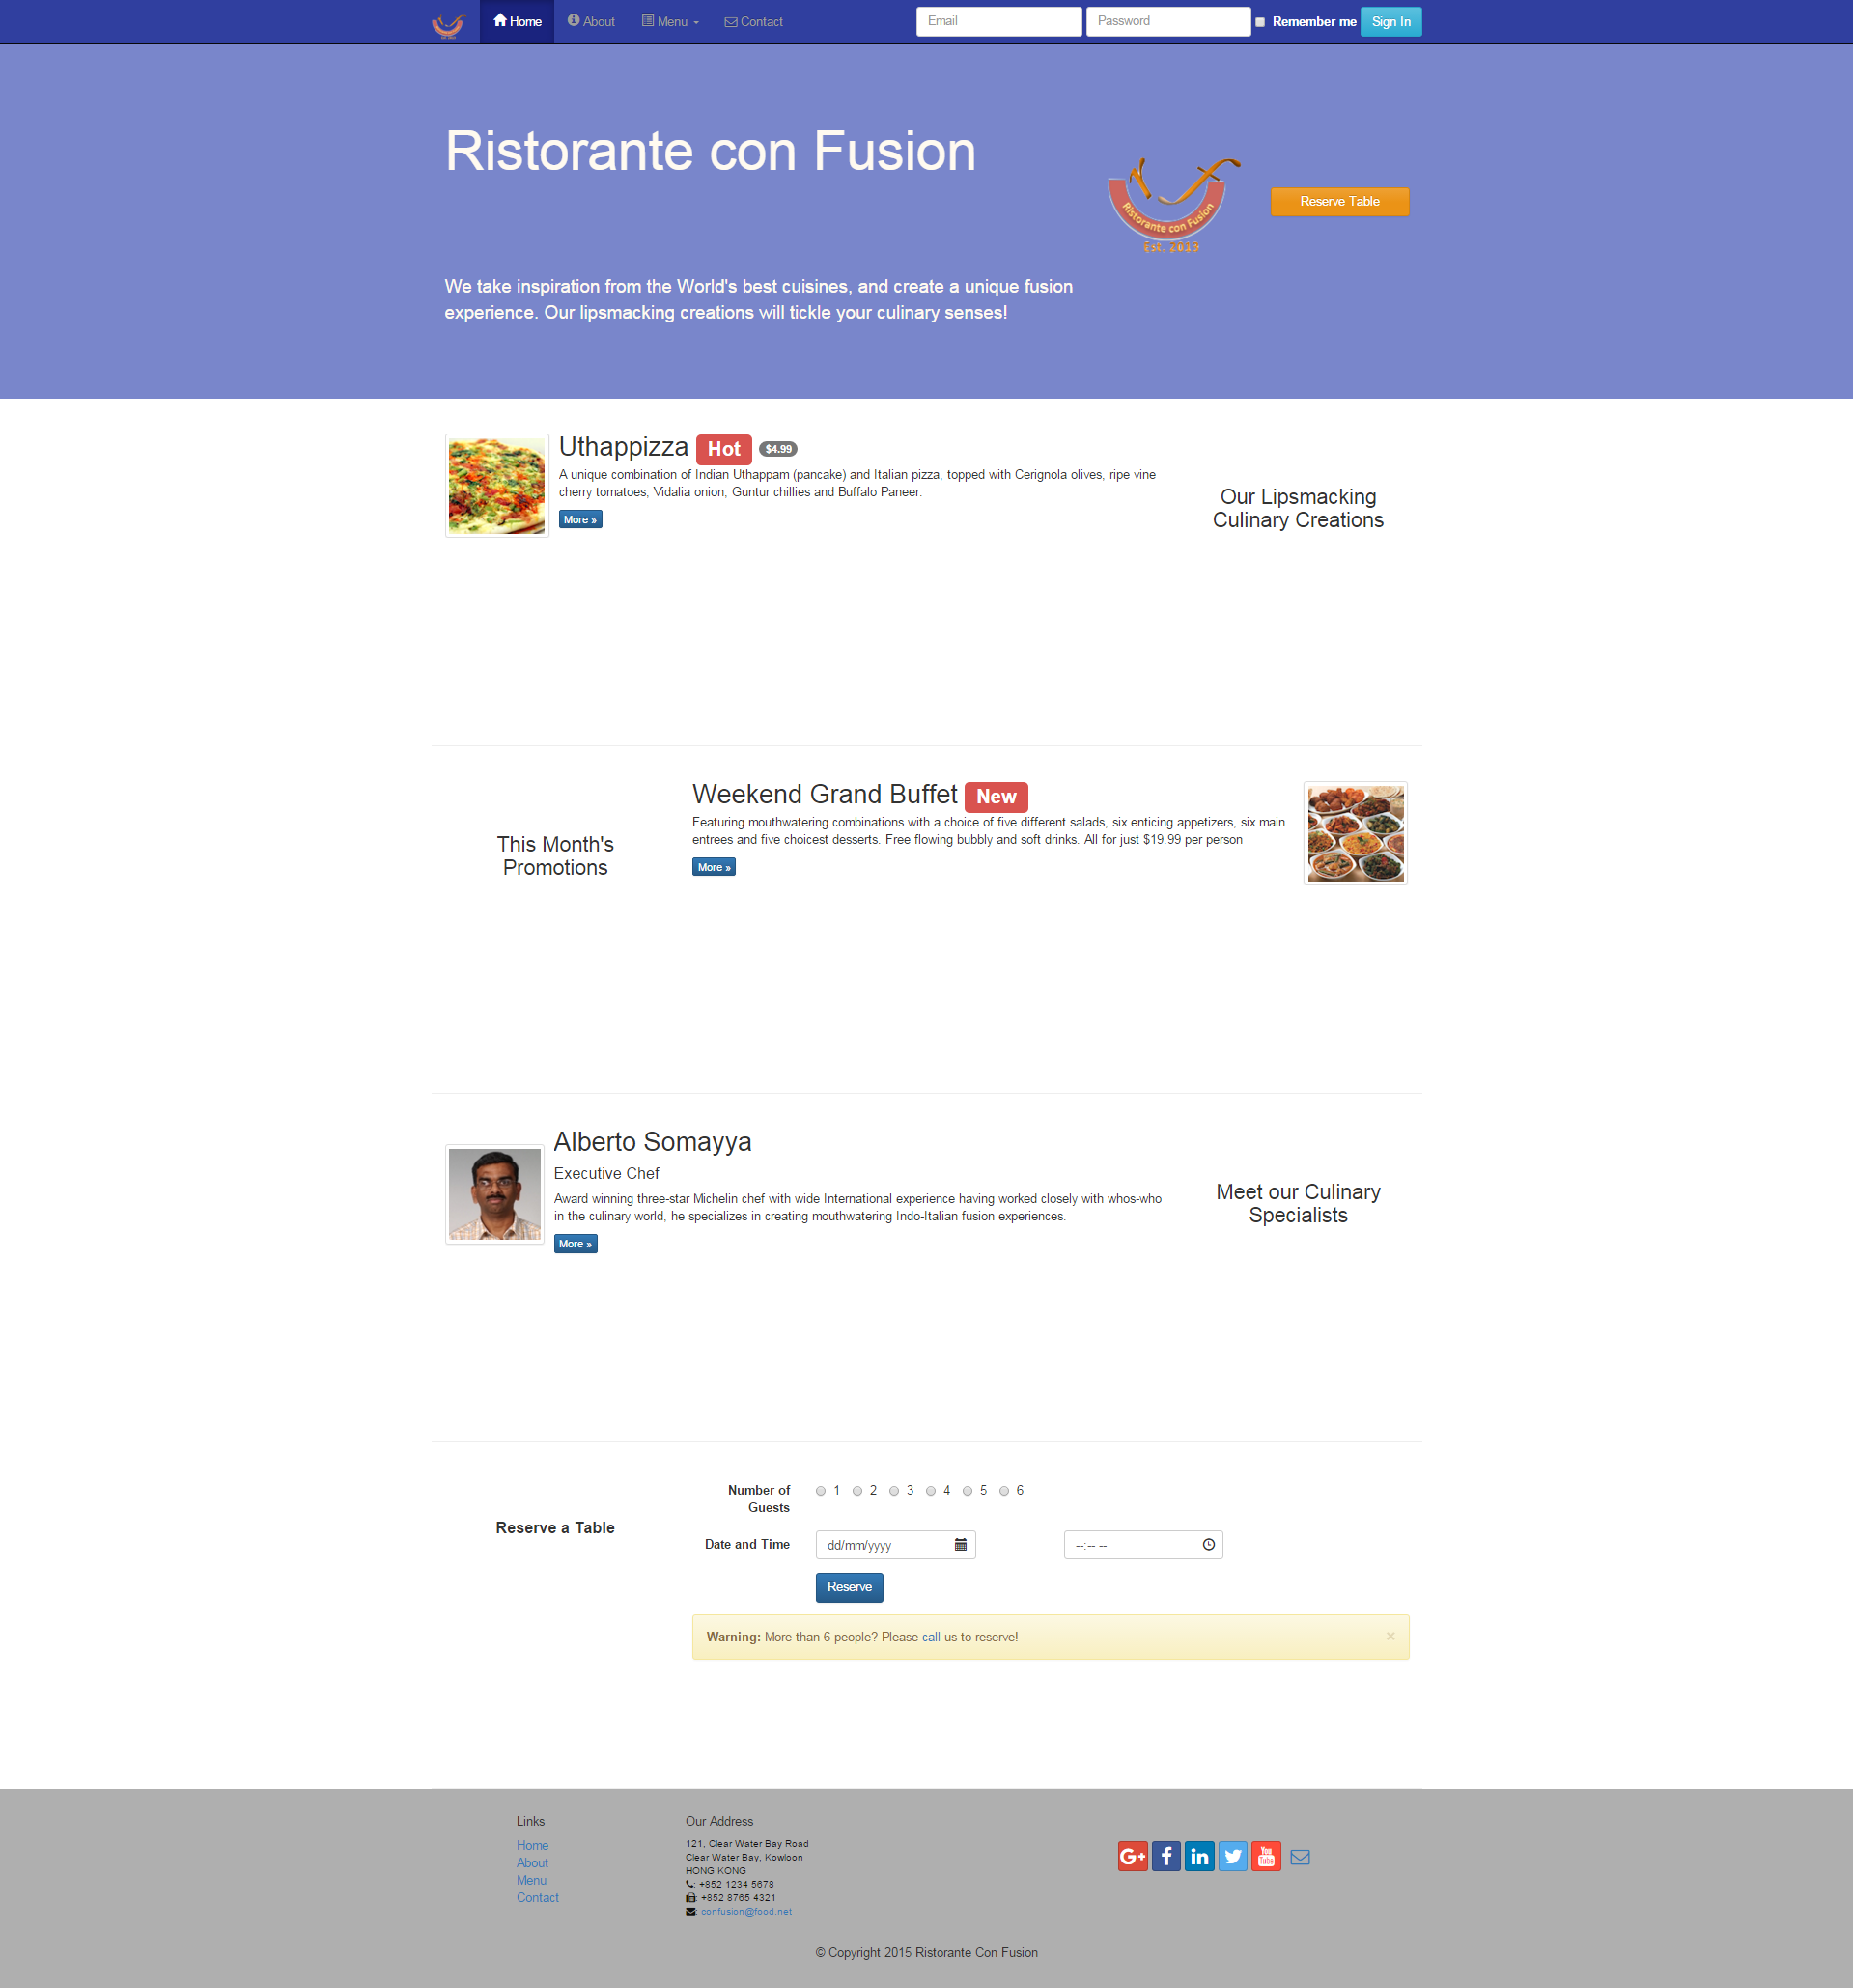 Home About Menu Contact Email Password Remember me Sign In
Ristorante con Fusion
Ristorante con Fusion
Est. 2015
Reserve Table
We take inspiration from the World's best cuisines, and create a unique fusion
experience. Our lipsmacking creations will tickle your culinary senses!
Uthappizza Hot $4.99
A unique combination of Indian Uthappam (pancake) and Italian pizza, topped with Cerignola olives, ripe vine
cherry tomatoes, Vidalia onion, Guntur chillies and Buffalo Paneer.
More »
Our Lipsmacking
Culinary Creations
This Month's
Promotions
Weekend Grand Buffet New
Featuring mouthwatering combinations with a choice of five different salads, six enticing appetizers, six main
entrees and five choicest desserts. Free flowing bubbly and soft drinks. All for just $19.99 per person
More »
Alberto Somayya
Executive Chef
Award winning three-star Michelin chef with wide International experience having worked closely with whos-who
in the culinary world, he specializes in creating mouthwatering Indo-Italian fusion experiences.
More »
Meet our Culinary
Specialists
Reserve a Table
Number of
Guests
1 2 3 4 5 6
Date and Time
dd/mm/yyyy
--:-- --
Reserve
Warning: More than 6 people? Please call us to reserve! ×
Links
Home
About
Menu
Contact
Our Address
121, Clear Water Bay Road
Clear Water Bay, Kowloon
HONG KONG
: +852 1234 5678
: +852 8765 4321
: confusion@food.net
G+ f in You Tube
© Copyright 2015 Ristorante Con Fusion